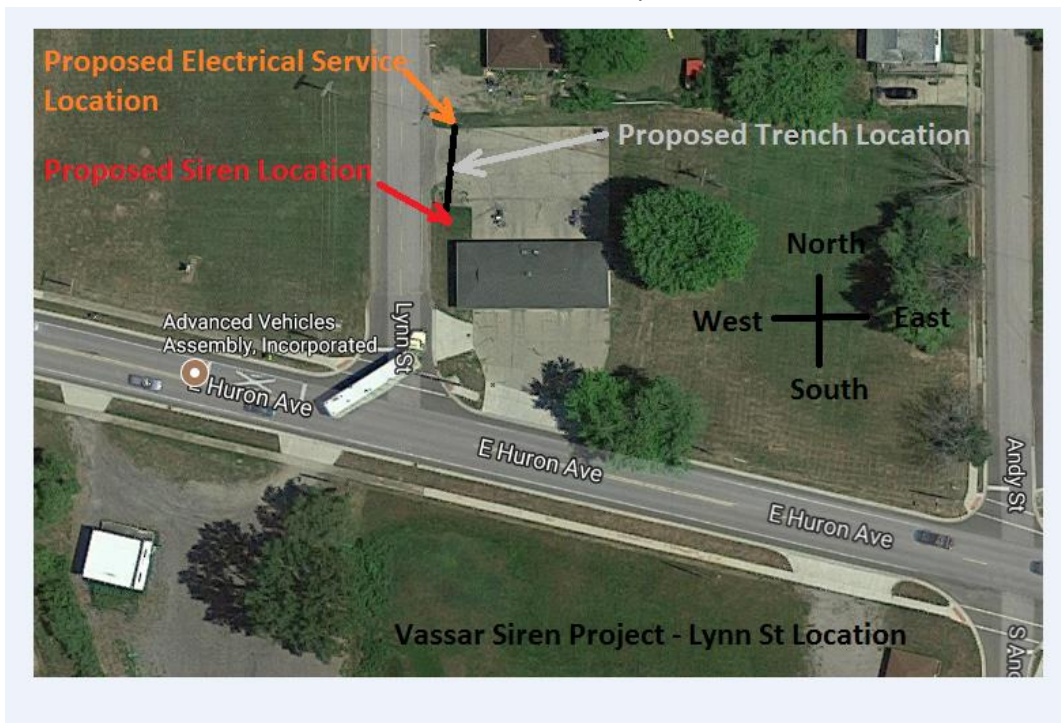 Proposed Electrical Service
Location
Proposed Trench Location
Proposed Siren Location
North
West
East
South
Advanced Vehicles
Assembly, Incorporated
Lynn St
E Huron Ave
E Huron Ave
E Huron Ave
Andy St
Vassar Siren Project - Lynn St Location